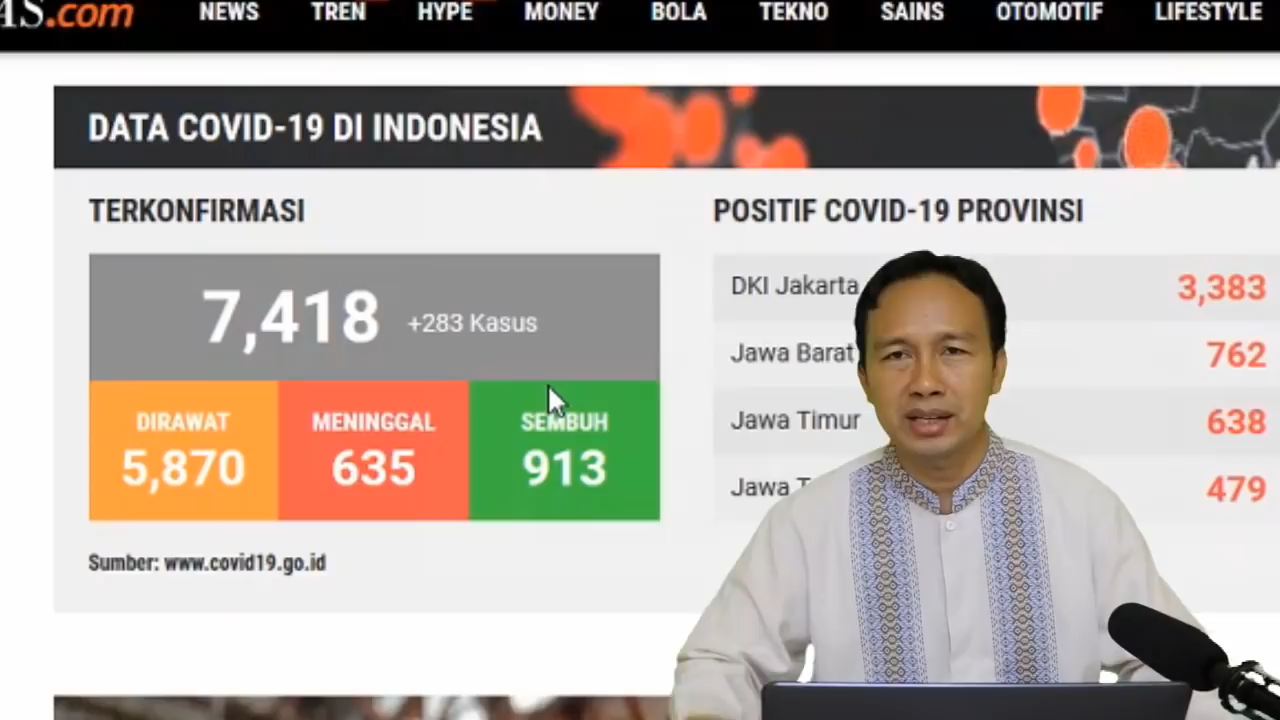 .com NEWS TREN HYPE MONEY BOLA TEKNO SAINS OTOMOTIF LIFESTYLE
DATA COVID-19 DI INDONESIA
TERKONFIRMASI
7,418 +283 Kasus
DIRAWAT MENINGGAL SEMBUH
5,870 635 913
Sumber: www.covid19.go.id
POSITIF COVID-19 PROVINSI
DKI Jakarta 3,383
Jawa Barat 762
Jawa Timur 638
Jawa 479